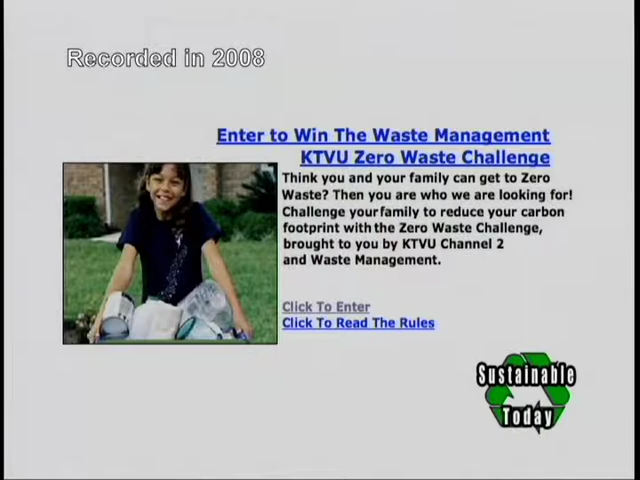 Recorded in 2008
Enter to Win The Waste Management
KTVU Zero Waste Challenge
Think you and your family can get to Zero
Waste? Then you are who we are looking for!
Challenge your family to reduce your carbon
footprint with the Zero Waste Challenge,
brought to you by KTVU Channel 2
and Waste Management.
Click To Enter
Click To Read The Rules
Sustainable
Today